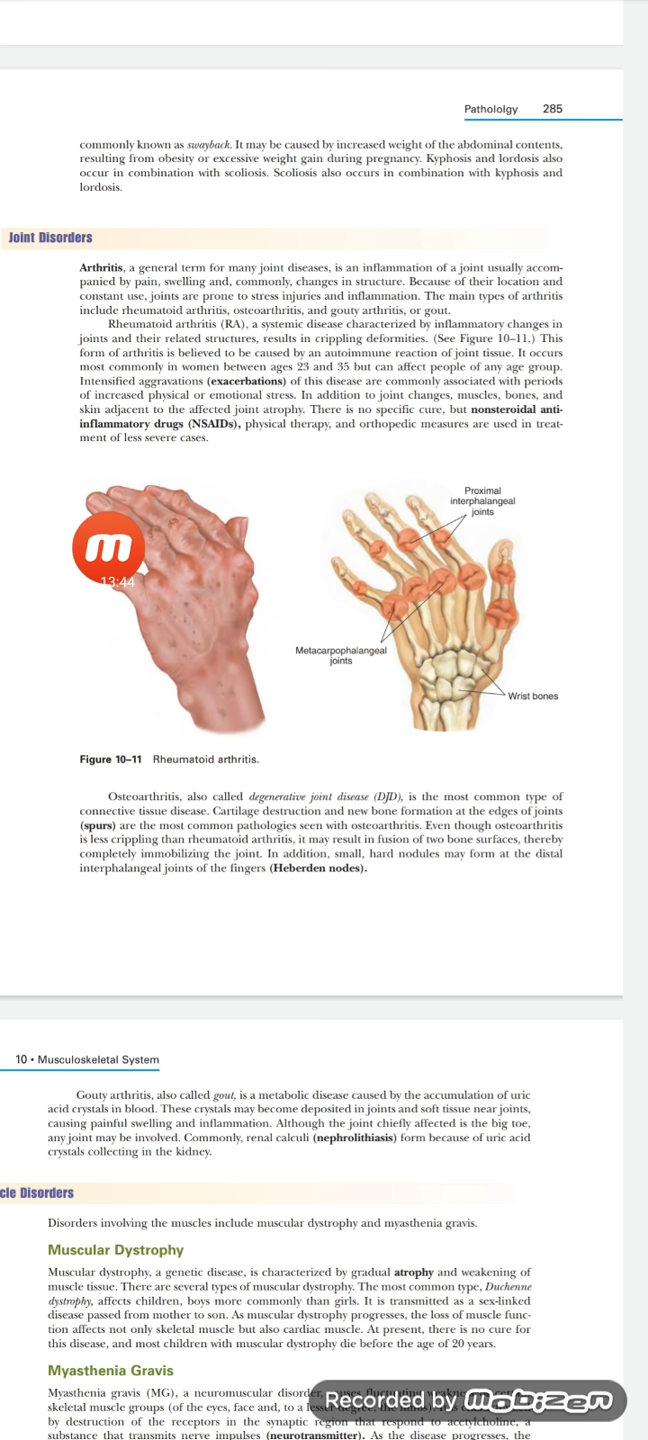 Pathololgy 285
commonly known as swayback. It may be caused by increased weight of the abdominal contents,
resulting from obesity or excessive weight gain during pregnancy. Kyphosis and lordosis also
occur in combination with scoliosis. Scoliosis also occurs in combination with kyphosis and
lordosis.
Joint Disorders
Arthritis, a general term for many joint diseases, is an inflammation of a joint usually accom-
panied by pain, swelling and, commonly, changes in structure. Because of their location and
constant use, joints are prone to stress injuries and inflammation. The main types of arthritis
include rheumatoid arthritis, osteoarthritis, and gouty arthritis, or gout.
Rheumatoid arthritis (RA), a systemic disease characterized by inflammatory changes in
joints and their related structures, results in crippling deformities. (See Figure 10–11.) This
form of arthritis is believed to be caused by an autoimmune reaction of joint tissue. It occurs
most commonly in women between ages 23 and 35 but can affect people of any age group.
Intensified aggravations (exacerbations) of this disease are commonly associated with periods
of increased physical or emotional stress. In addition to joint changes, muscles, bones, and
skin adjacent to the affected joint atrophy. There is no specific cure, but nonsteroidal anti-
inflammatory drugs (NSAIDs), physical therapy, and orthopedic measures are used in treat-
ment of less severe cases.
Proximal
interphalangeal
joints
m
13:44
Metacarpophalangeal
joints
Wrist bones
Figure 10–11 Rheumatoid arthritis.
Osteoarthritis, also called degenerative joint disease (DJD), is the most common type of
connective tissue disease. Cartilage destruction and new bone formation at the edges of joints
(spurs) are the most common pathologies seen with osteoarthritis. Even though osteoarthritis
is less crippling than rheumatoid arthritis, it may result in fusion of two bone surfaces, thereby
completely immobilizing the joint. In addition, small, hard nodules may form at the distal
interphalangeal joints of the fingers (Heberden nodes).
10 • Musculoskeletal System
Gouty arthritis, also called gout, is a metabolic disease caused by the accumulation of uric
acid crystals in blood. These crystals may become deposited in joints and soft tissue near joints,
causing painful swelling and inflammation. Although the joint chiefly affected is the big toe,
any joint may be involved. Commonly, renal calculi (nephrolithiasis) form because of uric acid
crystals collecting in the kidney.
cle Disorders
Disorders involving the muscles include muscular dystrophy and myasthenia gravis.
Muscular Dystrophy
Muscular dystrophy, a genetic disease, is characterized by gradual atrophy and weakening of
muscle tissue. There are several types of muscular dystrophy. The most common type, Duchenne
dystrophy, affects children, boys more commonly than girls. It is transmitted as a sex-linked
disease passed from mother to son. As muscular dystrophy progresses, the loss of muscle func-
tion affects not only skeletal muscle but also cardiac muscle. At present, there is no cure for
this disease, and most children with muscular dystrophy die before the age of 20 years.
Myasthenia Gravis
Myasthenia gravis (MG), a neuromuscular disorder,
skeletal muscle groups (of the eyes, face and, to a
Recorded by mobizen
by destruction of the receptors in the synaptic region that respond to acetylcholine, a
substance that transmits nerve impulses (neurotransmitter). As the disease progresses, the